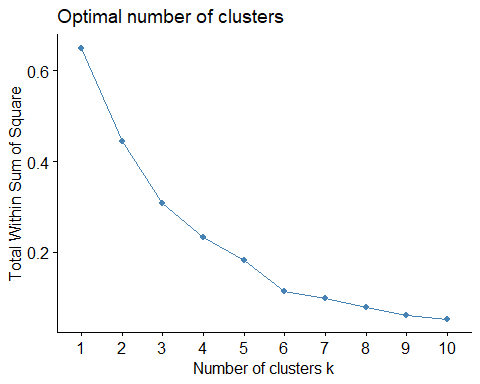 Optimal number of clusters
Total Within Sum of Square
0.6
0.4
0.2
1 2 3 4 5 6 7 8 9 10
Number of clusters k